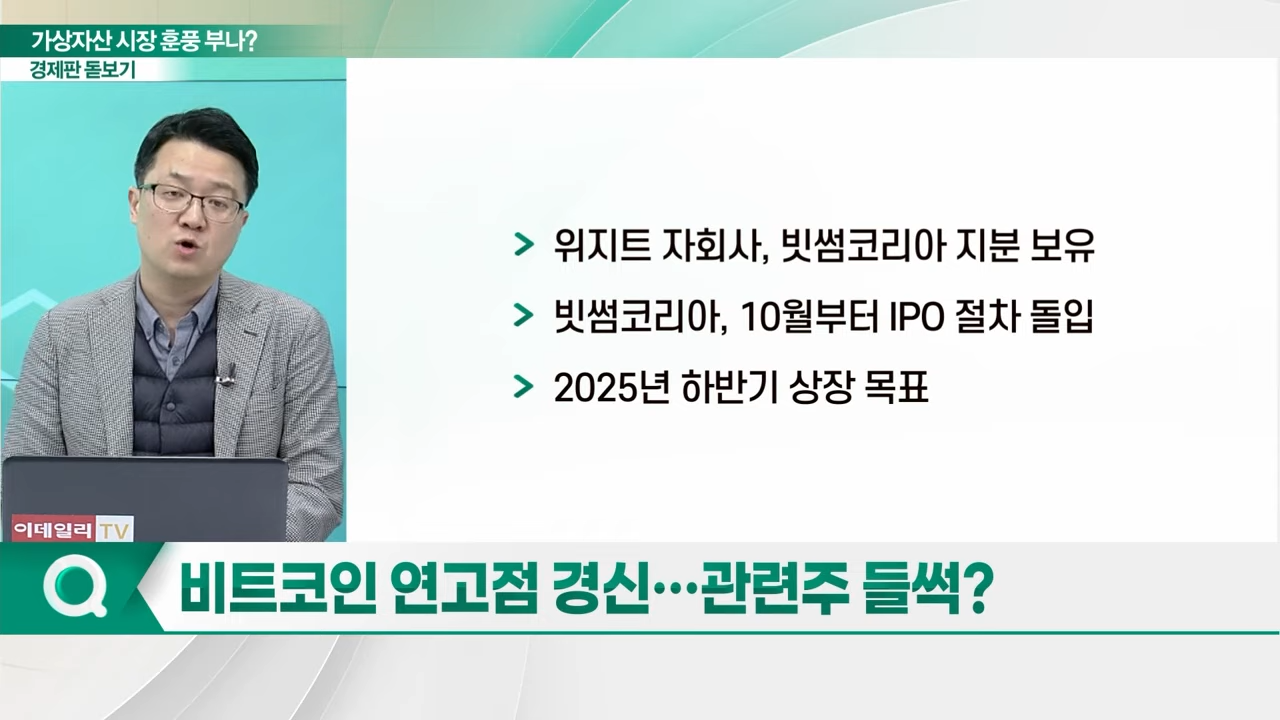 가상자산 시장 훈풍 부나?
경제판 돋보기
> 위지트 자회사, 빗썸코리아 지분 보유
> 빗썸코리아, 10월부터 IPO 절차 돌입
> 2025년 하반기 상장 목표
이데일리 TV
비트코인 연고점 경신…관련주 들썩?